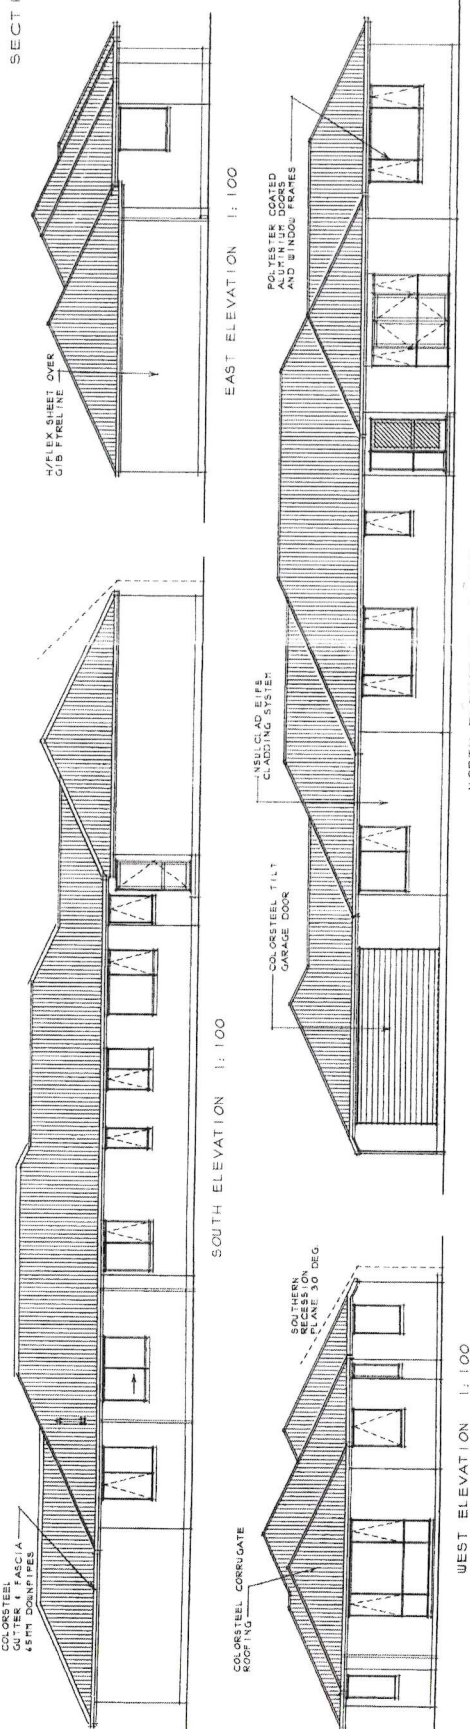 SECT
COLORSTEEL
GUTTER & FASCIA
65MM DOWNPIPES
SOUTH ELEVATION 1:100
H/FLEX SHEET OVER
GIB FYRELINE
EAST ELEVATION 1:100
COLORSTEEL CORRUGATE
ROOFING
SOUTHERN
RECESSION
PLANE 30 DEG.
WEST ELEVATION 1:100
COLORSTEEL TILT
GARAGE DOOR
INSULCLAD EIFS
CLADDING SYSTEM
POLYESTER COATED
ALUMINIUM DOORS
AND WINDOW FRAMES